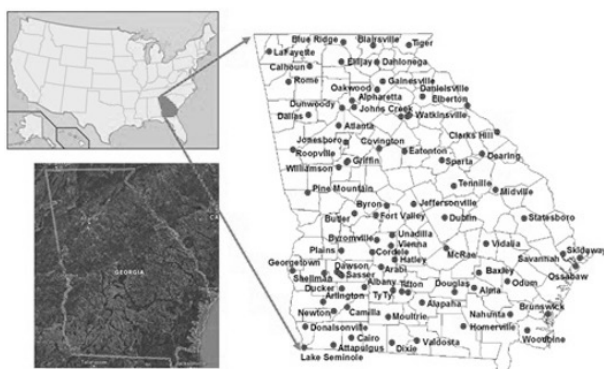 Blue Ridge
Blairsville
Tiger
LaFayette
Ellijay
Dahlonega
Calhoun
Rome
Gainesville
Oakwood
Danielsville
Alpharetta
Elberton
Dunwoody
Johns Creek
Dallas
Watkinsville
Atlanta
Clarks Hill
Jonesboro
Covington
Roopville
Eatonton
Dearing
Griffin
Sparta
Williamson
Tennille
Pine Mountain
Midville
Byron
Jeffersonville
Butler
Fort Valley
Dublin
Statesboro
Unadilla
Byromville
Vienna
Vidalia
Skidaway
Plains
Cordele
McRae
Savannah
Georgetown
Dawson
Hatley
Ossabaw
Shellman
Sasser
Arabi
Baxley
Ducker
Albany
TyTy
Tifton
Douglas
Alma
Odum
Arlington
Alapaha
Brunswick
Newton
Camilla
Moultrie
Nahunta
Donalsonville
Homerville
Woodbine
Cairo
Valdosta
Attapulgus
Dixie
Lake Seminole
GEORGIA